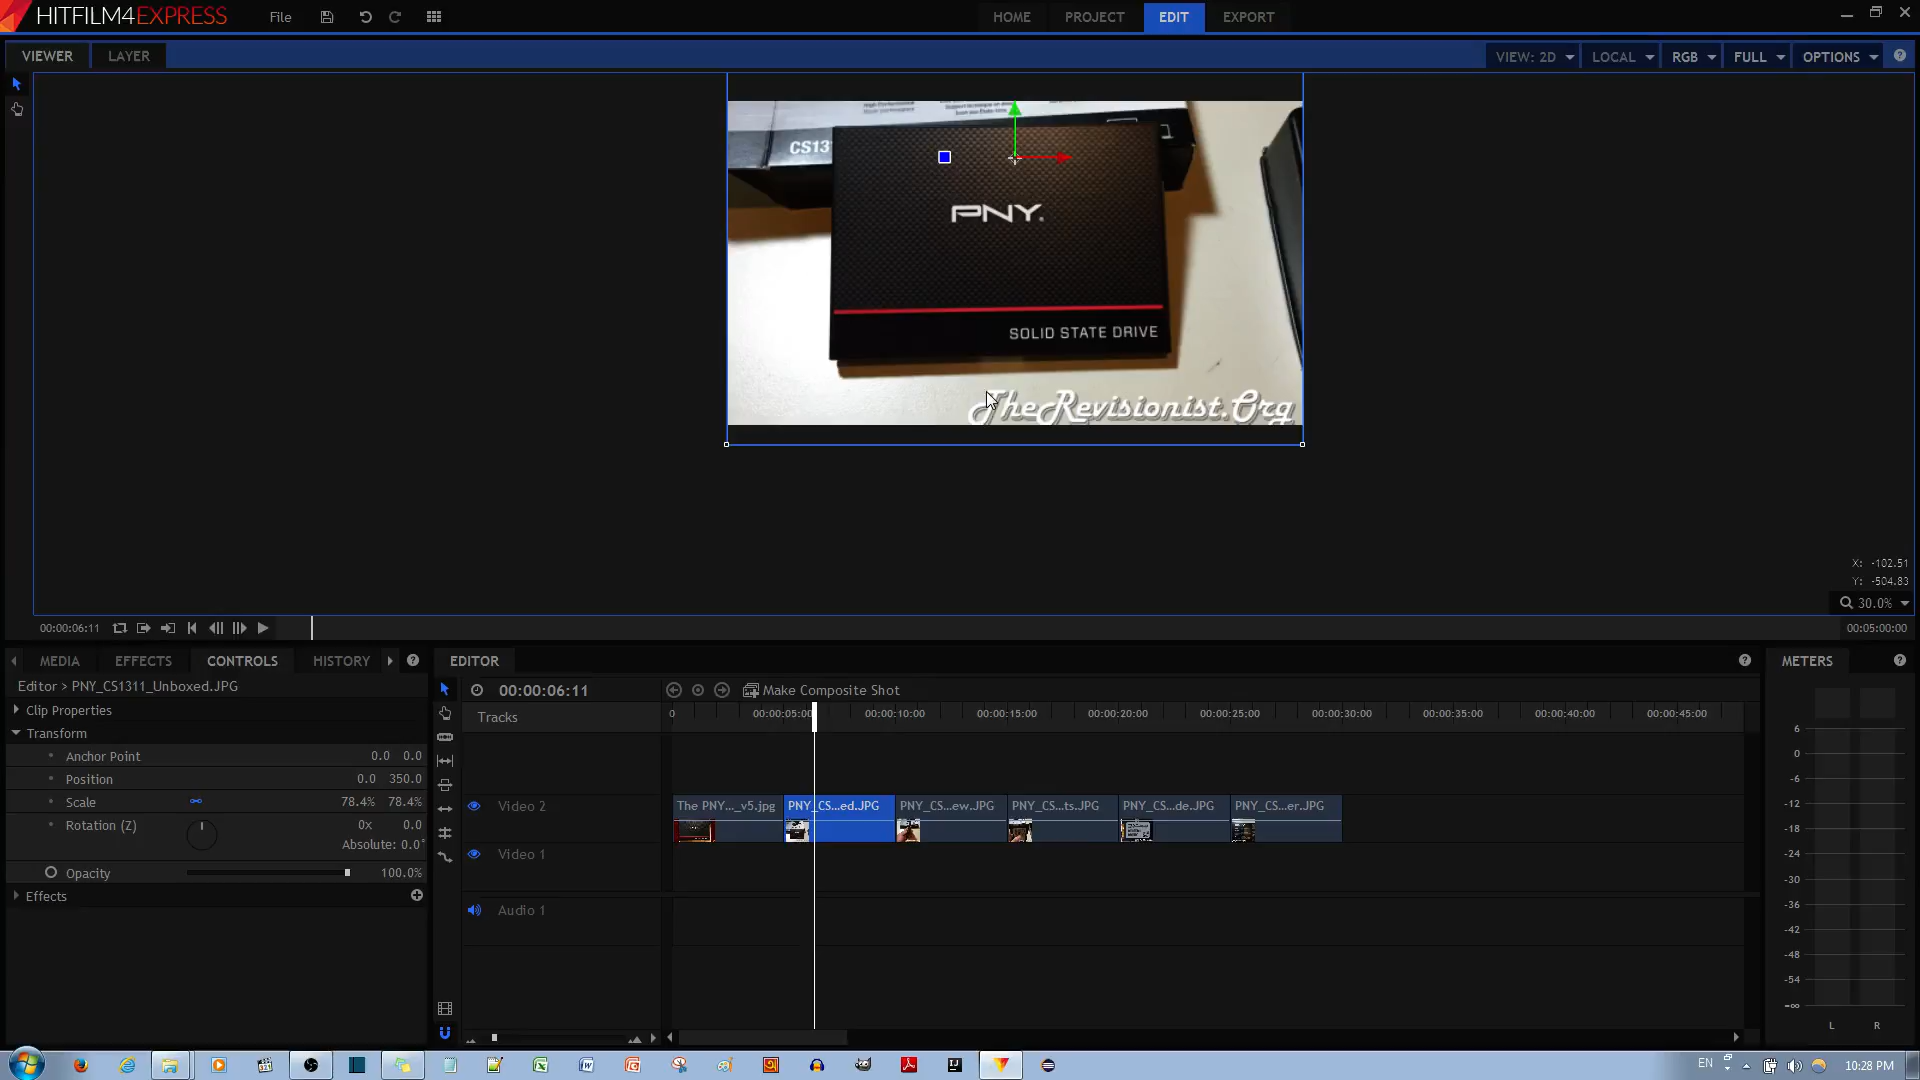 HITFILM4EXPRESS File HOME PROJECT EDIT EXPORT
VIEWER LAYER VIEW: 2D LOCAL RGB FULL OPTIONS
CS131
PNY.
SOLID STATE DRIVE
TheRevisionist.Org
X: -102.51
Y: -504.83
30.0%
00:00:06:11 00:05:00:00
MEDIA EFFECTS CONTROLS HISTORY EDITOR METERS
Editor > PNY_CS1311_Unboxed.JPG 00:00:06:11 Make Composite Shot
Clip Properties Tracks 0 00:00:05:00 00:00:10:00 00:00:15:00 00:00:20:00 00:00:25:00 00:00:30:00 00:00:35:00 00:00:40:00 00:00:45:00
Transform
Anchor Point 0.0 0.0
Position 0.0 350.0
Scale 78.4% 78.4%
Rotation (Z) 0x 0.0
Absolute: 0.0°
Opacity 100.0%
Effects
Video 2 The PNY..._v5.jpg PNY_CS...ed.JPG PNY_CS...ew.JPG PNY_CS...ts.JPG PNY_CS...de.JPG PNY_CS...er.JPG
Video 1
Audio 1
6
0
-6
-12
-18
-24
-30
-36
-42
-48
-54
-∞
L R
EN 10:28 PM